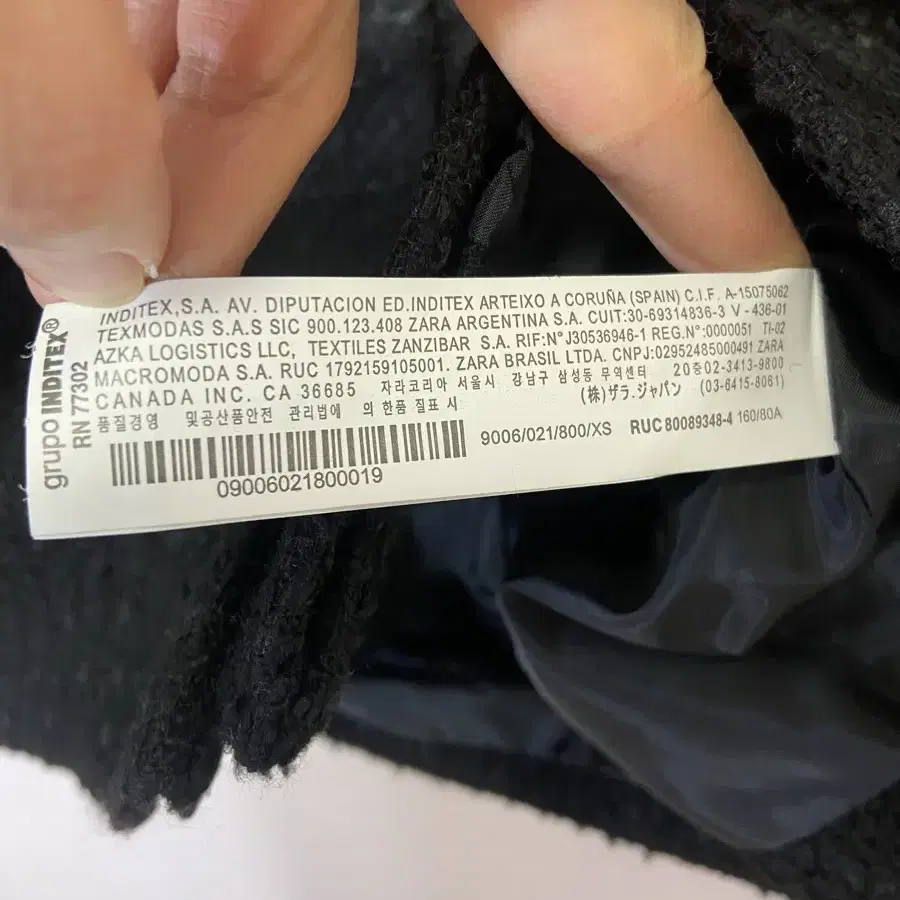 grupo INDITEX®
RN 77302
INDITEX,S.A. AV. DIPUTACION ED.INDITEX ARTEIXO A CORUÑA (SPAIN) C.I.F. A-15075062
TEXMODAS S.A.S SIC 900.123.408 ZARA ARGENTINA S.A. CUIT:30-69314836-3 V-436-01
AZKA LOGISTICS LLC, TEXTILES ZANZIBAR S.A. RIF:N°J30536946-1 REG.N°:0000051 TI-02
MACROMODA S.A. RUC 1792159105001. ZARA BRASIL LTDA. CNPJ:02952485000491 ZARA
CANADA INC. CA 36685 자라코리아 서울시 강남구 삼성동 무역센터 20층02-3413-9800
품질경영 및공산품안전 관리법에 의 한품 질표 시 (株)ザラ.ジャパン (03-6415-8061)
9006/021/800/XS RUC 80089348-4 160/80A
09006021800019